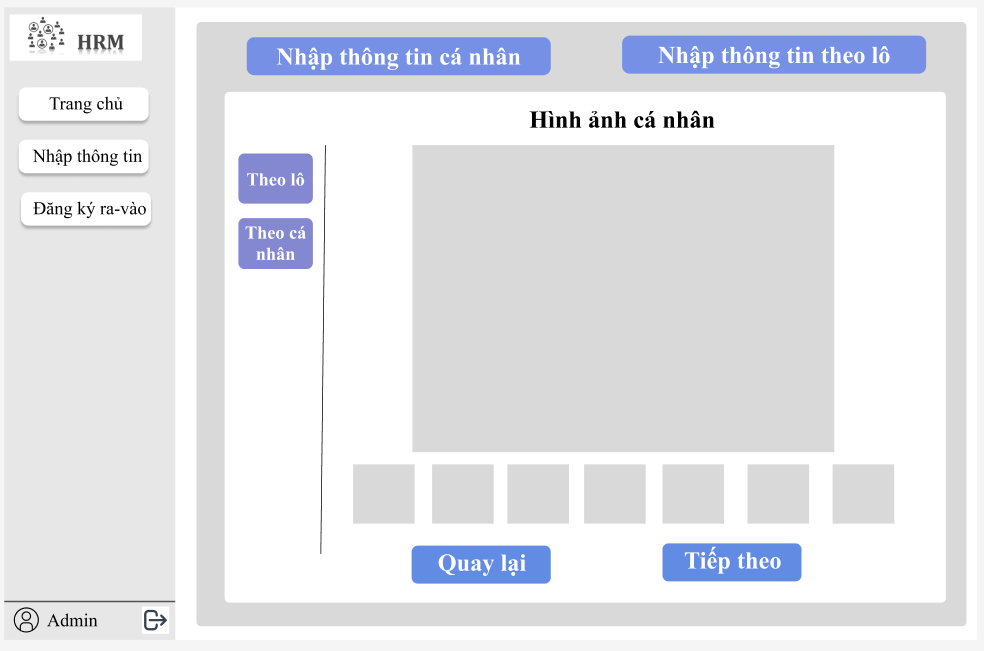 HRM
Trang chủ
Nhập thông tin
Đăng ký ra-vào
Admin
Nhập thông tin cá nhân
Nhập thông tin theo lô
Hình ảnh cá nhân
Theo lô
Theo cá
nhân
Quay lại
Tiếp theo